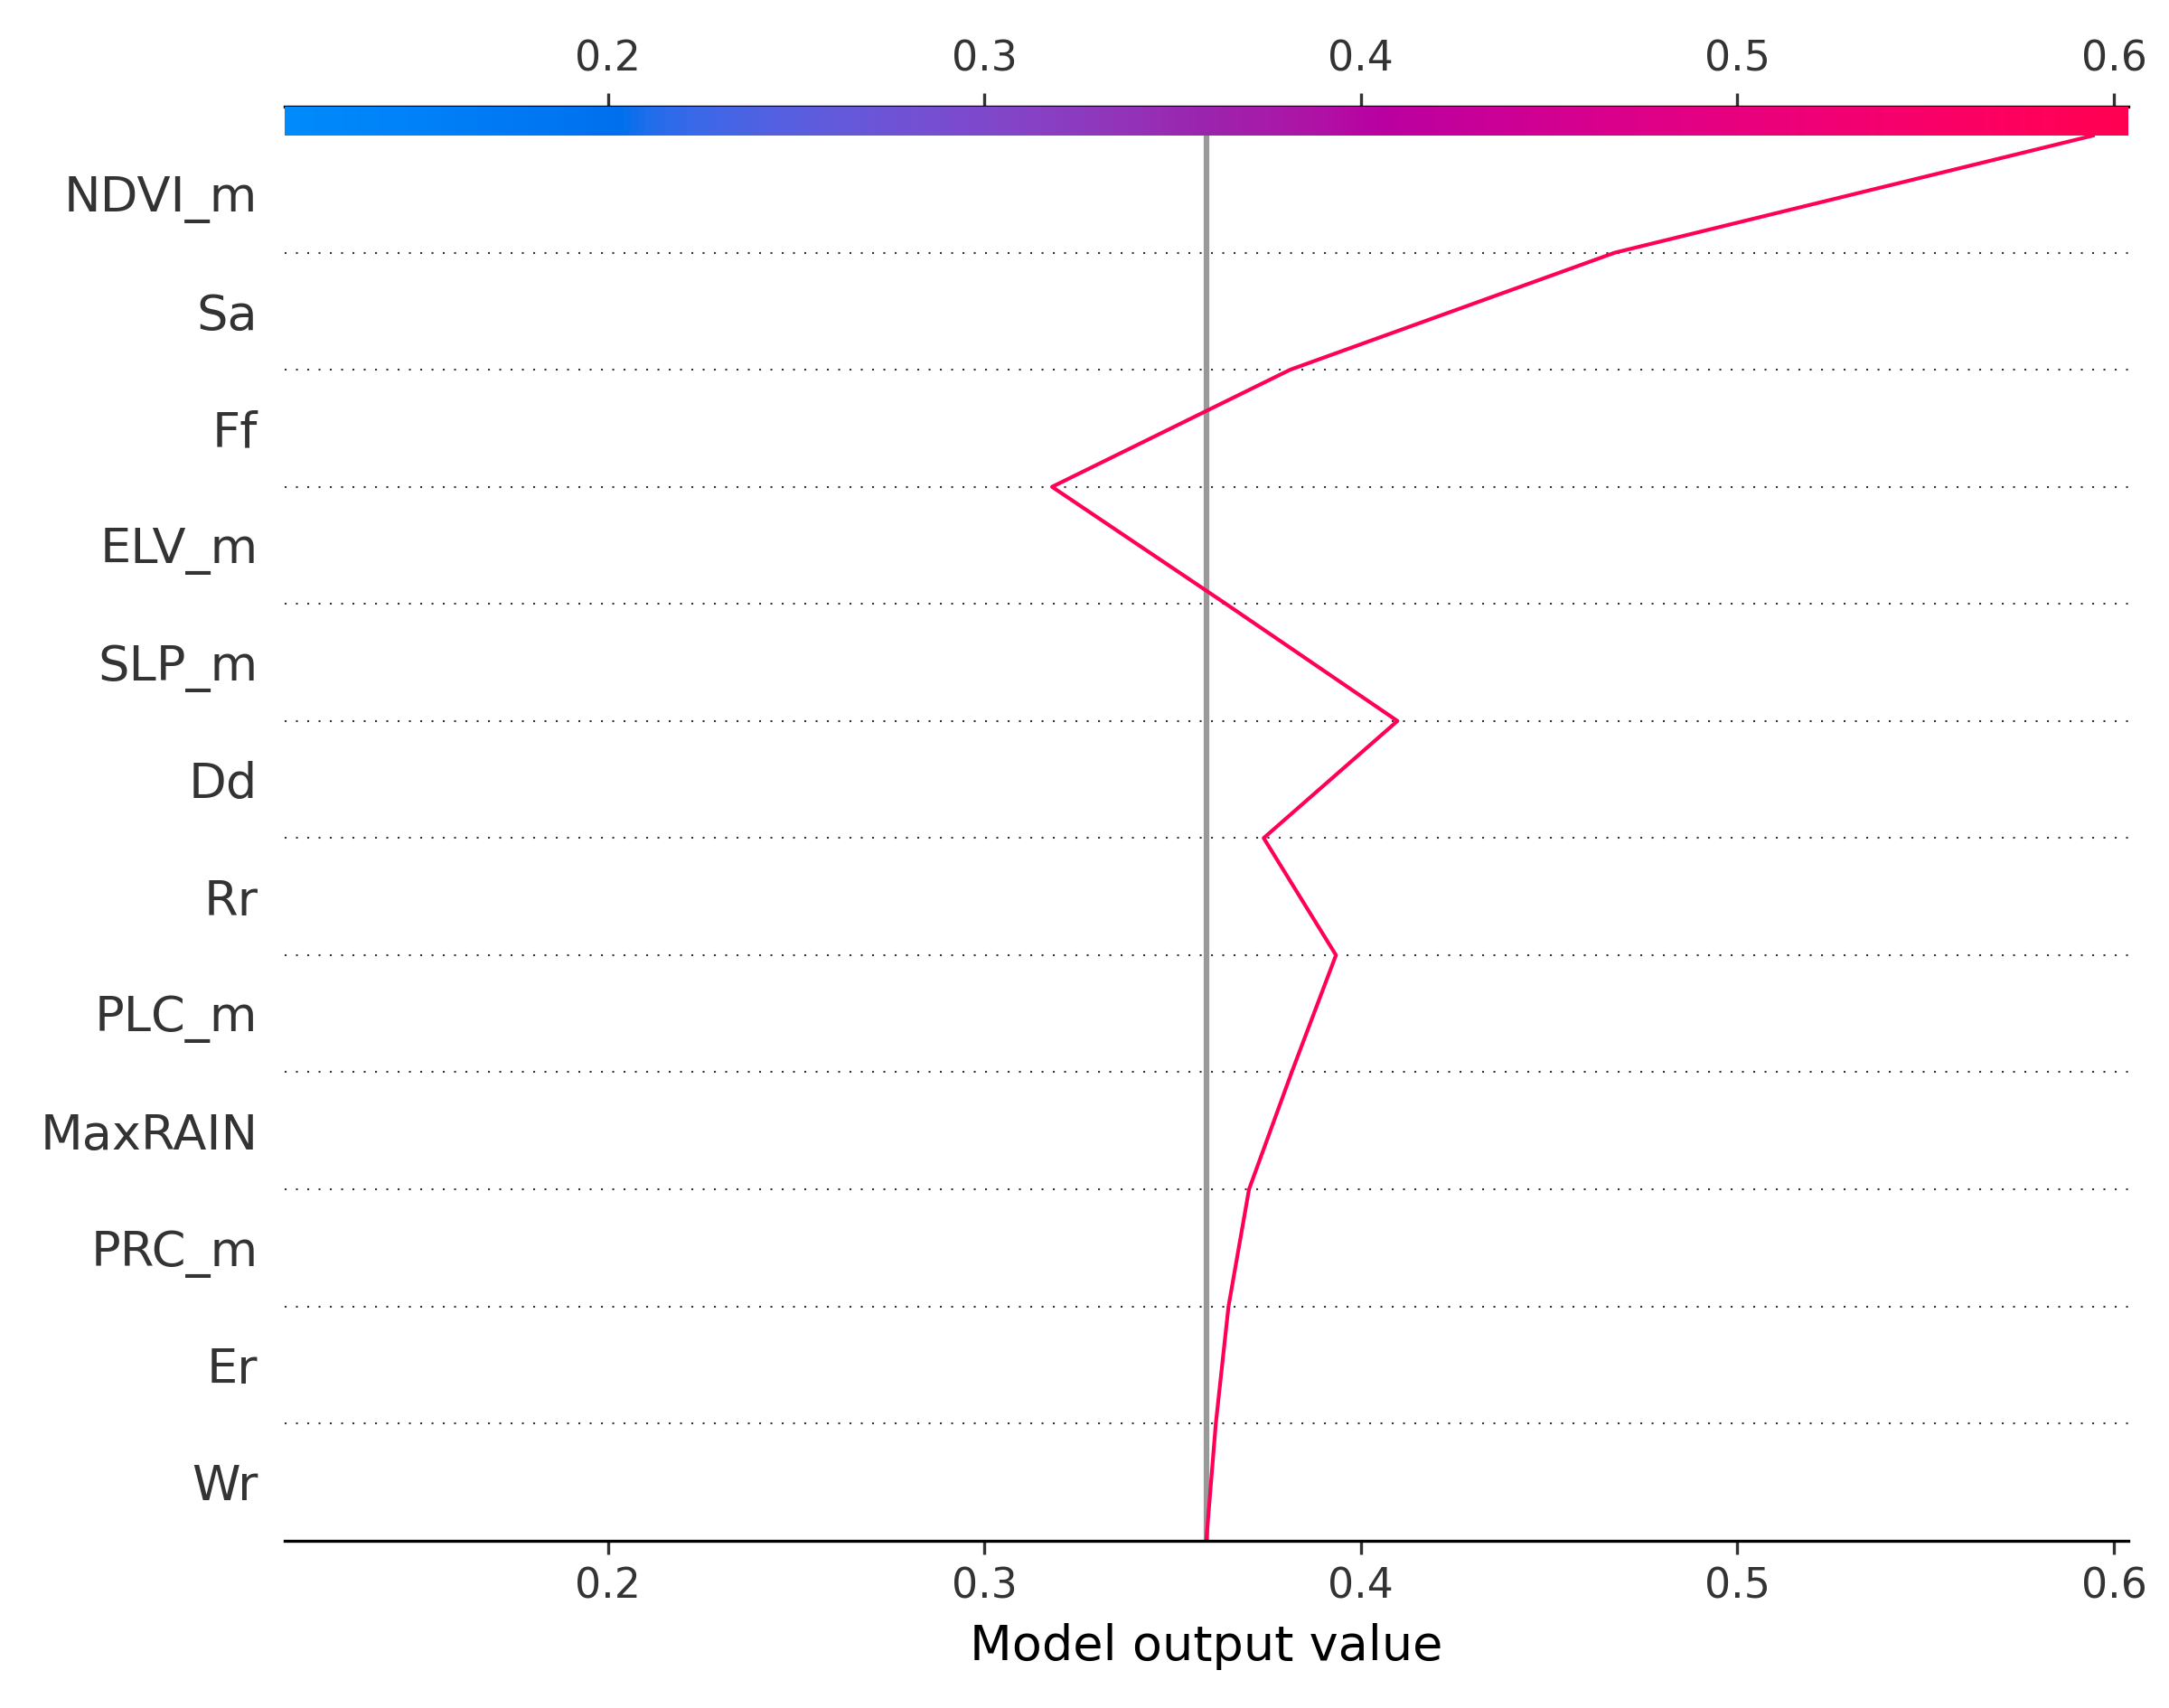 0.2 0.3 0.4 0.5 0.6
NDVI_m
Sa
Ff
ELV_m
SLP_m
Dd
Rr
PLC_m
MaxRAIN
PRC_m
Er
Wr
0.2 0.3 0.4 0.5 0.6
Model output value